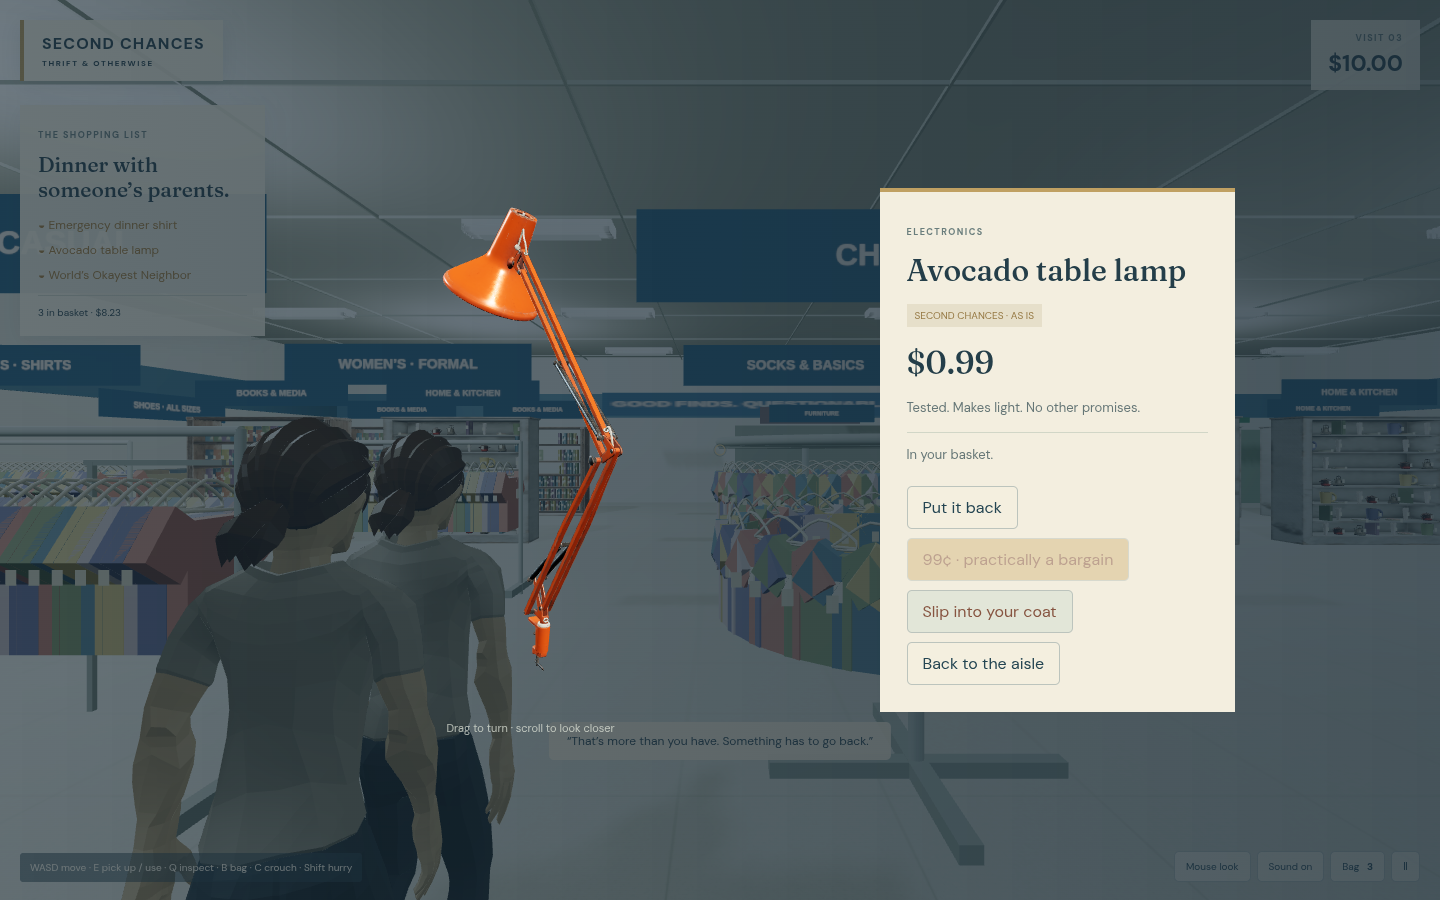 SECOND CHANCES
THRIFT & OTHERWISE
VISIT 03
$10.00
THE SHOPPING LIST
Dinner with
someone's parents.
Emergency dinner shirt
Avocado table lamp
World's Okayest Neighbor
3 in basket · $8.23
CH
S · SHIRTS
WOMEN'S · FORMAL
SOCKS & BASICS
BOOKS & MEDIA
HOME & KITCHEN
SHOES · ALL SIZES
BOOKS & MEDIA
BOOKS & MEDIA
GOOD FINDS.
FURNITURE
HOME & KITCHEN
HOME & KITCHEN
ELECTRONICS
Avocado table lamp
SECOND CHANCES · AS IS
$0.99
Tested. Makes light. No other promises.
In your basket.
Put it back
99¢ · practically a bargain
Slip into your coat
Back to the aisle
Drag to turn · scroll to look closer
“That's more than you have. Something has to go back.”
WASD move · E pick up / use · Q inspect · B bag · C crouch · Shift hurry
Mouse look
Sound on
Bag 3
II